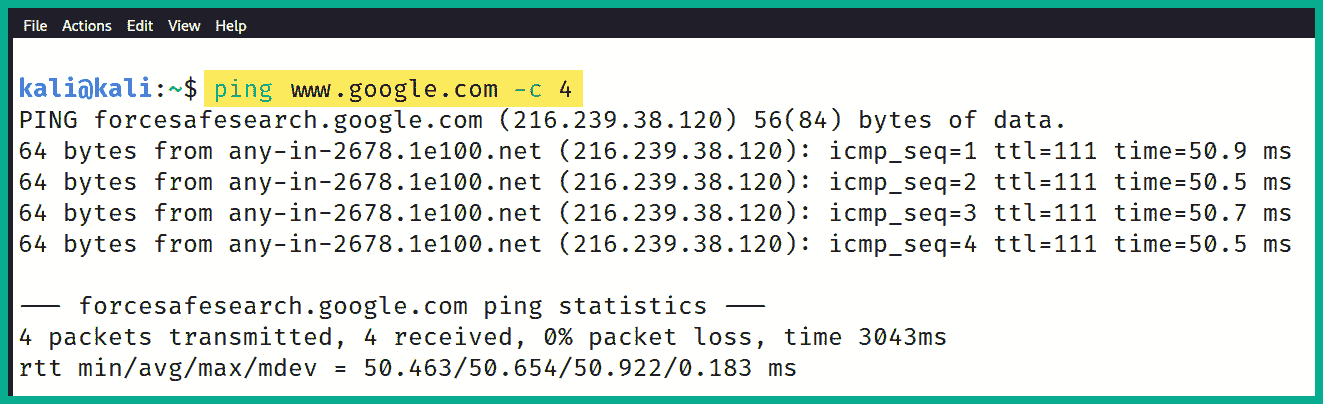 File Actions Edit View Help
kali@kali:~$ ping www.google.com -c 4
PING forcesafesearch.google.com (216.239.38.120) 56(84) bytes of data.
64 bytes from any-in-2678.1e100.net (216.239.38.120): icmp_seq=1 ttl=111 time=50.9 ms
64 bytes from any-in-2678.1e100.net (216.239.38.120): icmp_seq=2 ttl=111 time=50.5 ms
64 bytes from any-in-2678.1e100.net (216.239.38.120): icmp_seq=3 ttl=111 time=50.7 ms
64 bytes from any-in-2678.1e100.net (216.239.38.120): icmp_seq=4 ttl=111 time=50.5 ms
--- forcesafesearch.google.com ping statistics ---
4 packets transmitted, 4 received, 0% packet loss, time 3043ms
rtt min/avg/max/mdev = 50.463/50.654/50.922/0.183 ms